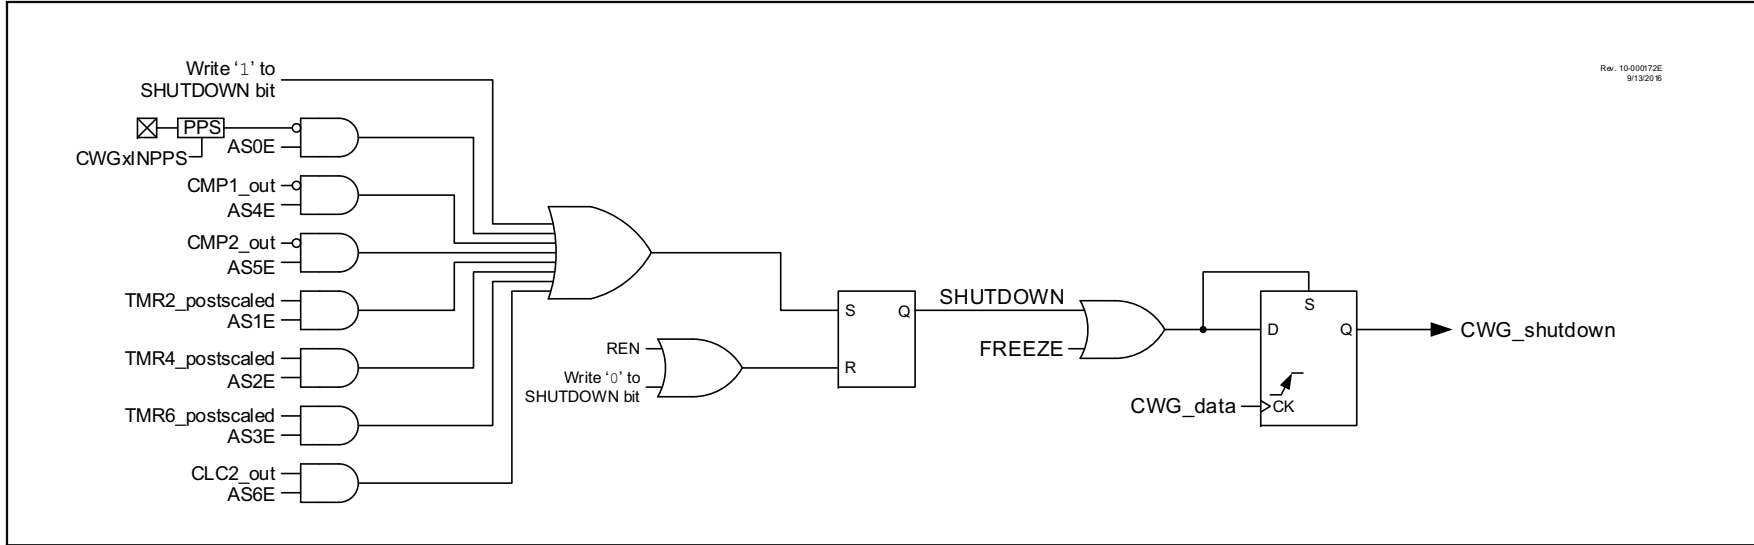 Write ‘1’ to
SHUTDOWN bit
Rev. 10-000172E
9/13/2016
PPS
AS0E
CWGxINPPS
CMP1_out
AS4E
CMP2_out
AS5E
TMR2_postscaled
AS1E
TMR4_postscaled
AS2E
TMR6_postscaled
AS3E
CLC2_out
AS6E
REN
Write ‘0’ to
SHUTDOWN bit
S
Q
R
SHUTDOWN
FREEZE
S
D
Q
CWG_data
CK
CWG_shutdown